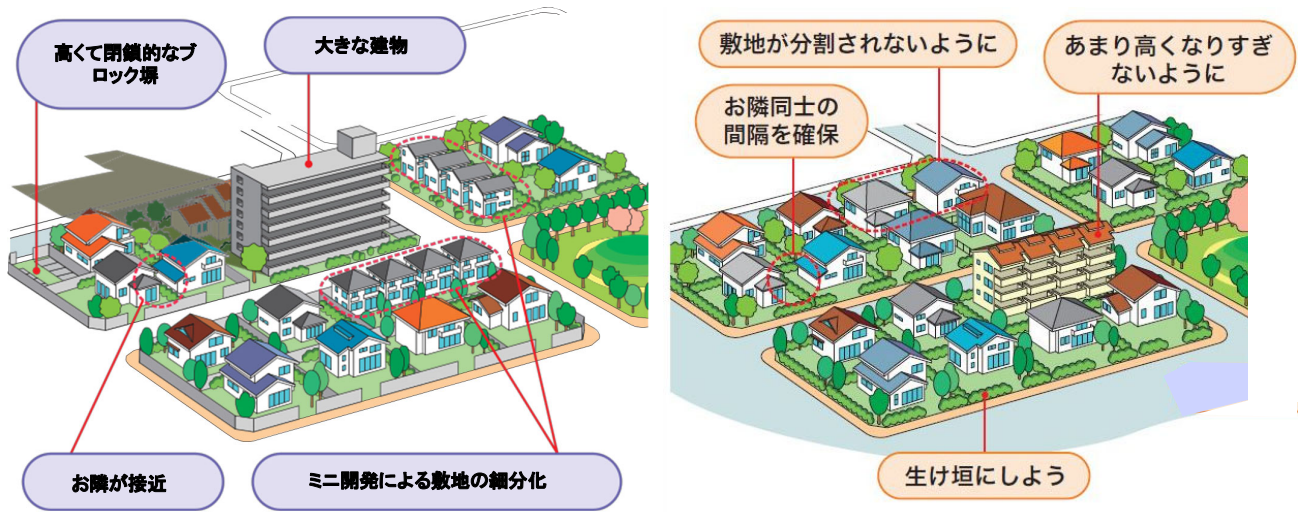 高くて閉鎖的なブ
ロック塀
大きな建物
お隣が接近
ミニ開発による敷地の細分化
敷地が分割されないように
あまり高くなりすぎ
ないように
お隣同士の
間隔を確保
生け垣にしよう